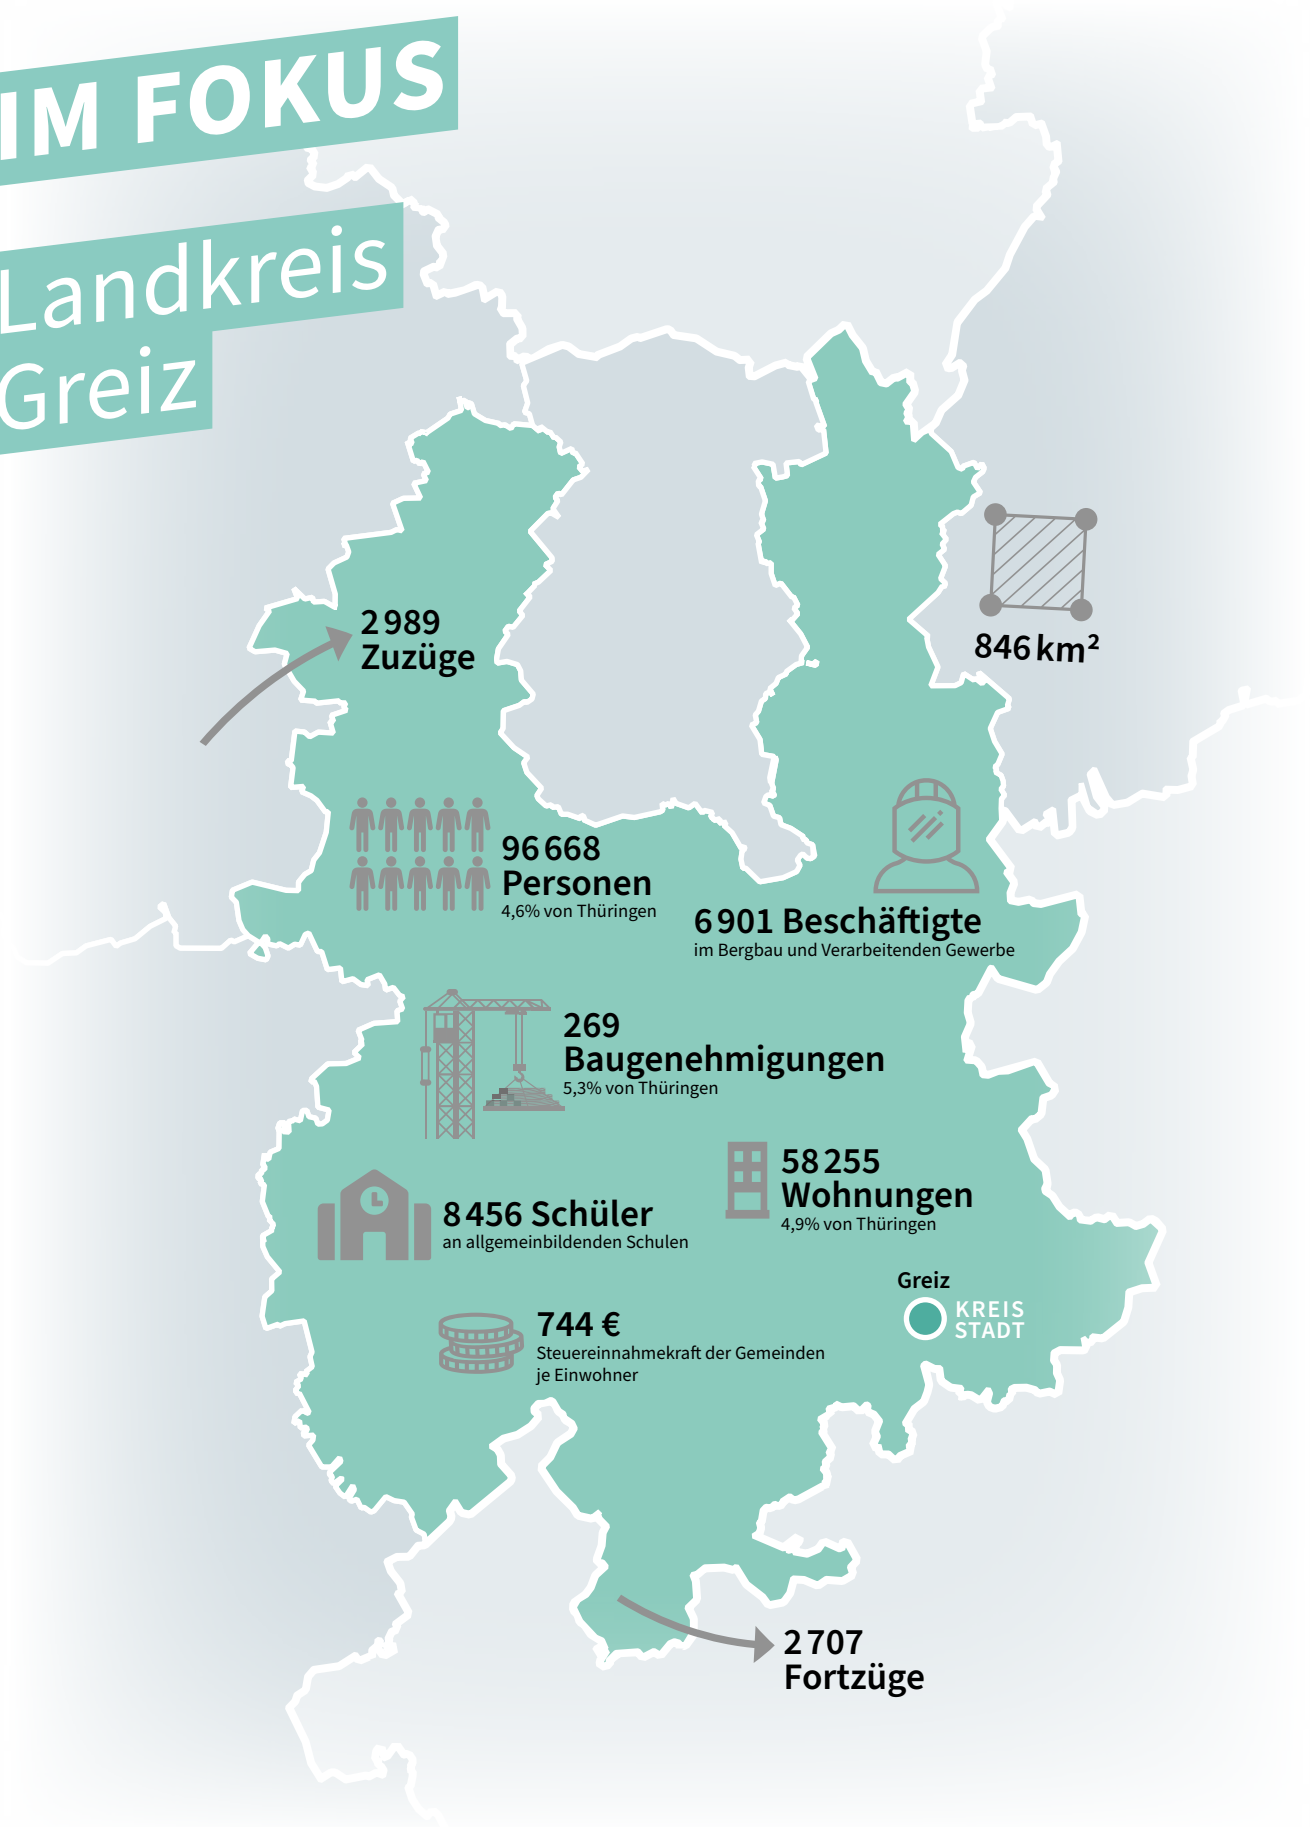 IM FOKUS
Landkreis
Greiz
2 989
Zuzüge
846 km²
96 668
Personen
4,6% von Thüringen
6 901 Beschäftigte
im Bergbau und Verarbeitenden Gewerbe
269
Baugenehmigungen
5,3% von Thüringen
58 255
Wohnungen
4,9% von Thüringen
8 456 Schüler
an allgemeinbildenden Schulen
Greiz
KREIS
STADT
744 €
Steuereinnahmekraft der Gemeinden
je Einwohner
2 707
Fortzüge